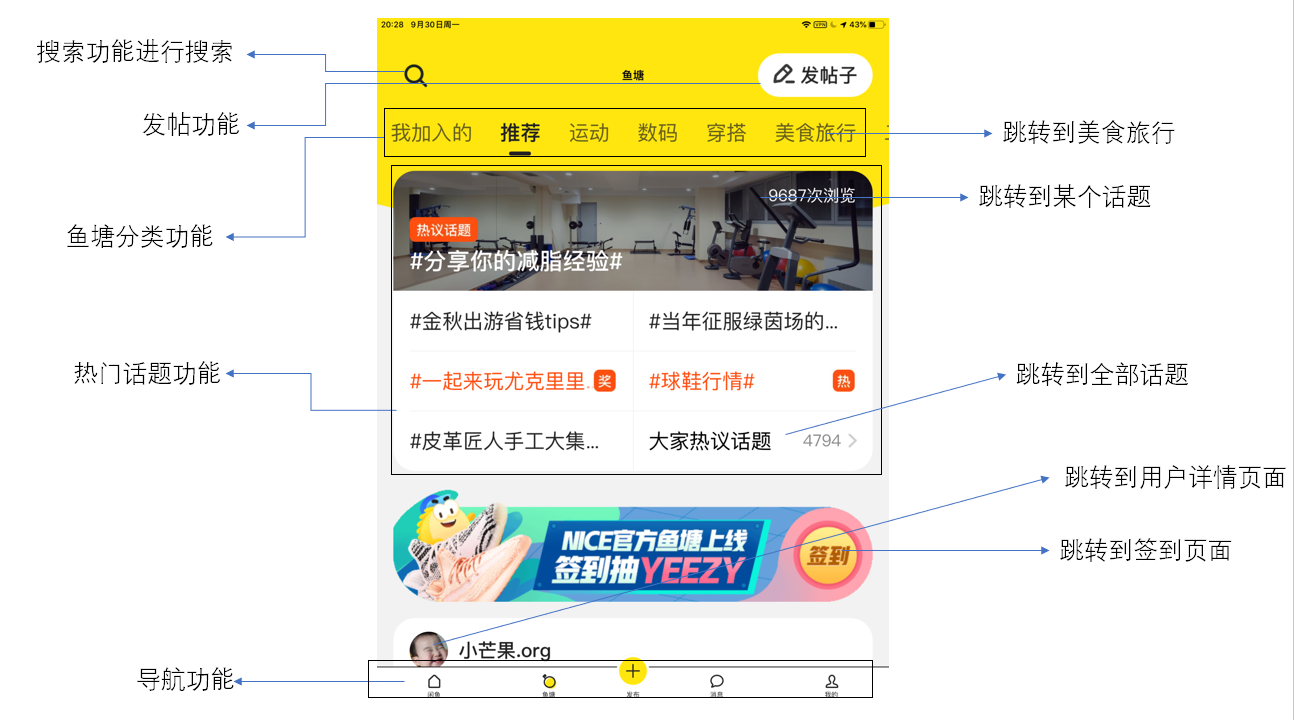 20:28 9月30日周一
VPN 43%
搜索功能进行搜索
鱼塘
发帖子
发帖功能
我加入的 推荐 运动 数码 穿搭 美食旅行
跳转到美食旅行
9687次浏览
跳转到某个话题
热议话题
鱼塘分类功能
#分享你的减脂经验#
#金秋出游省钱tips#
#当年征服绿茵场的...
热门话题功能
#一起来玩尤克里里. 奖
#球鞋行情# 热
跳转到全部话题
#皮革匠人手工大集...
大家热议话题 4794
跳转到用户详情页面
NICE官方鱼塘上线
签到抽YEEZY
签到
跳转到签到页面
小芒果.org
导航功能
闲鱼 鱼塘 发布 消息 我的